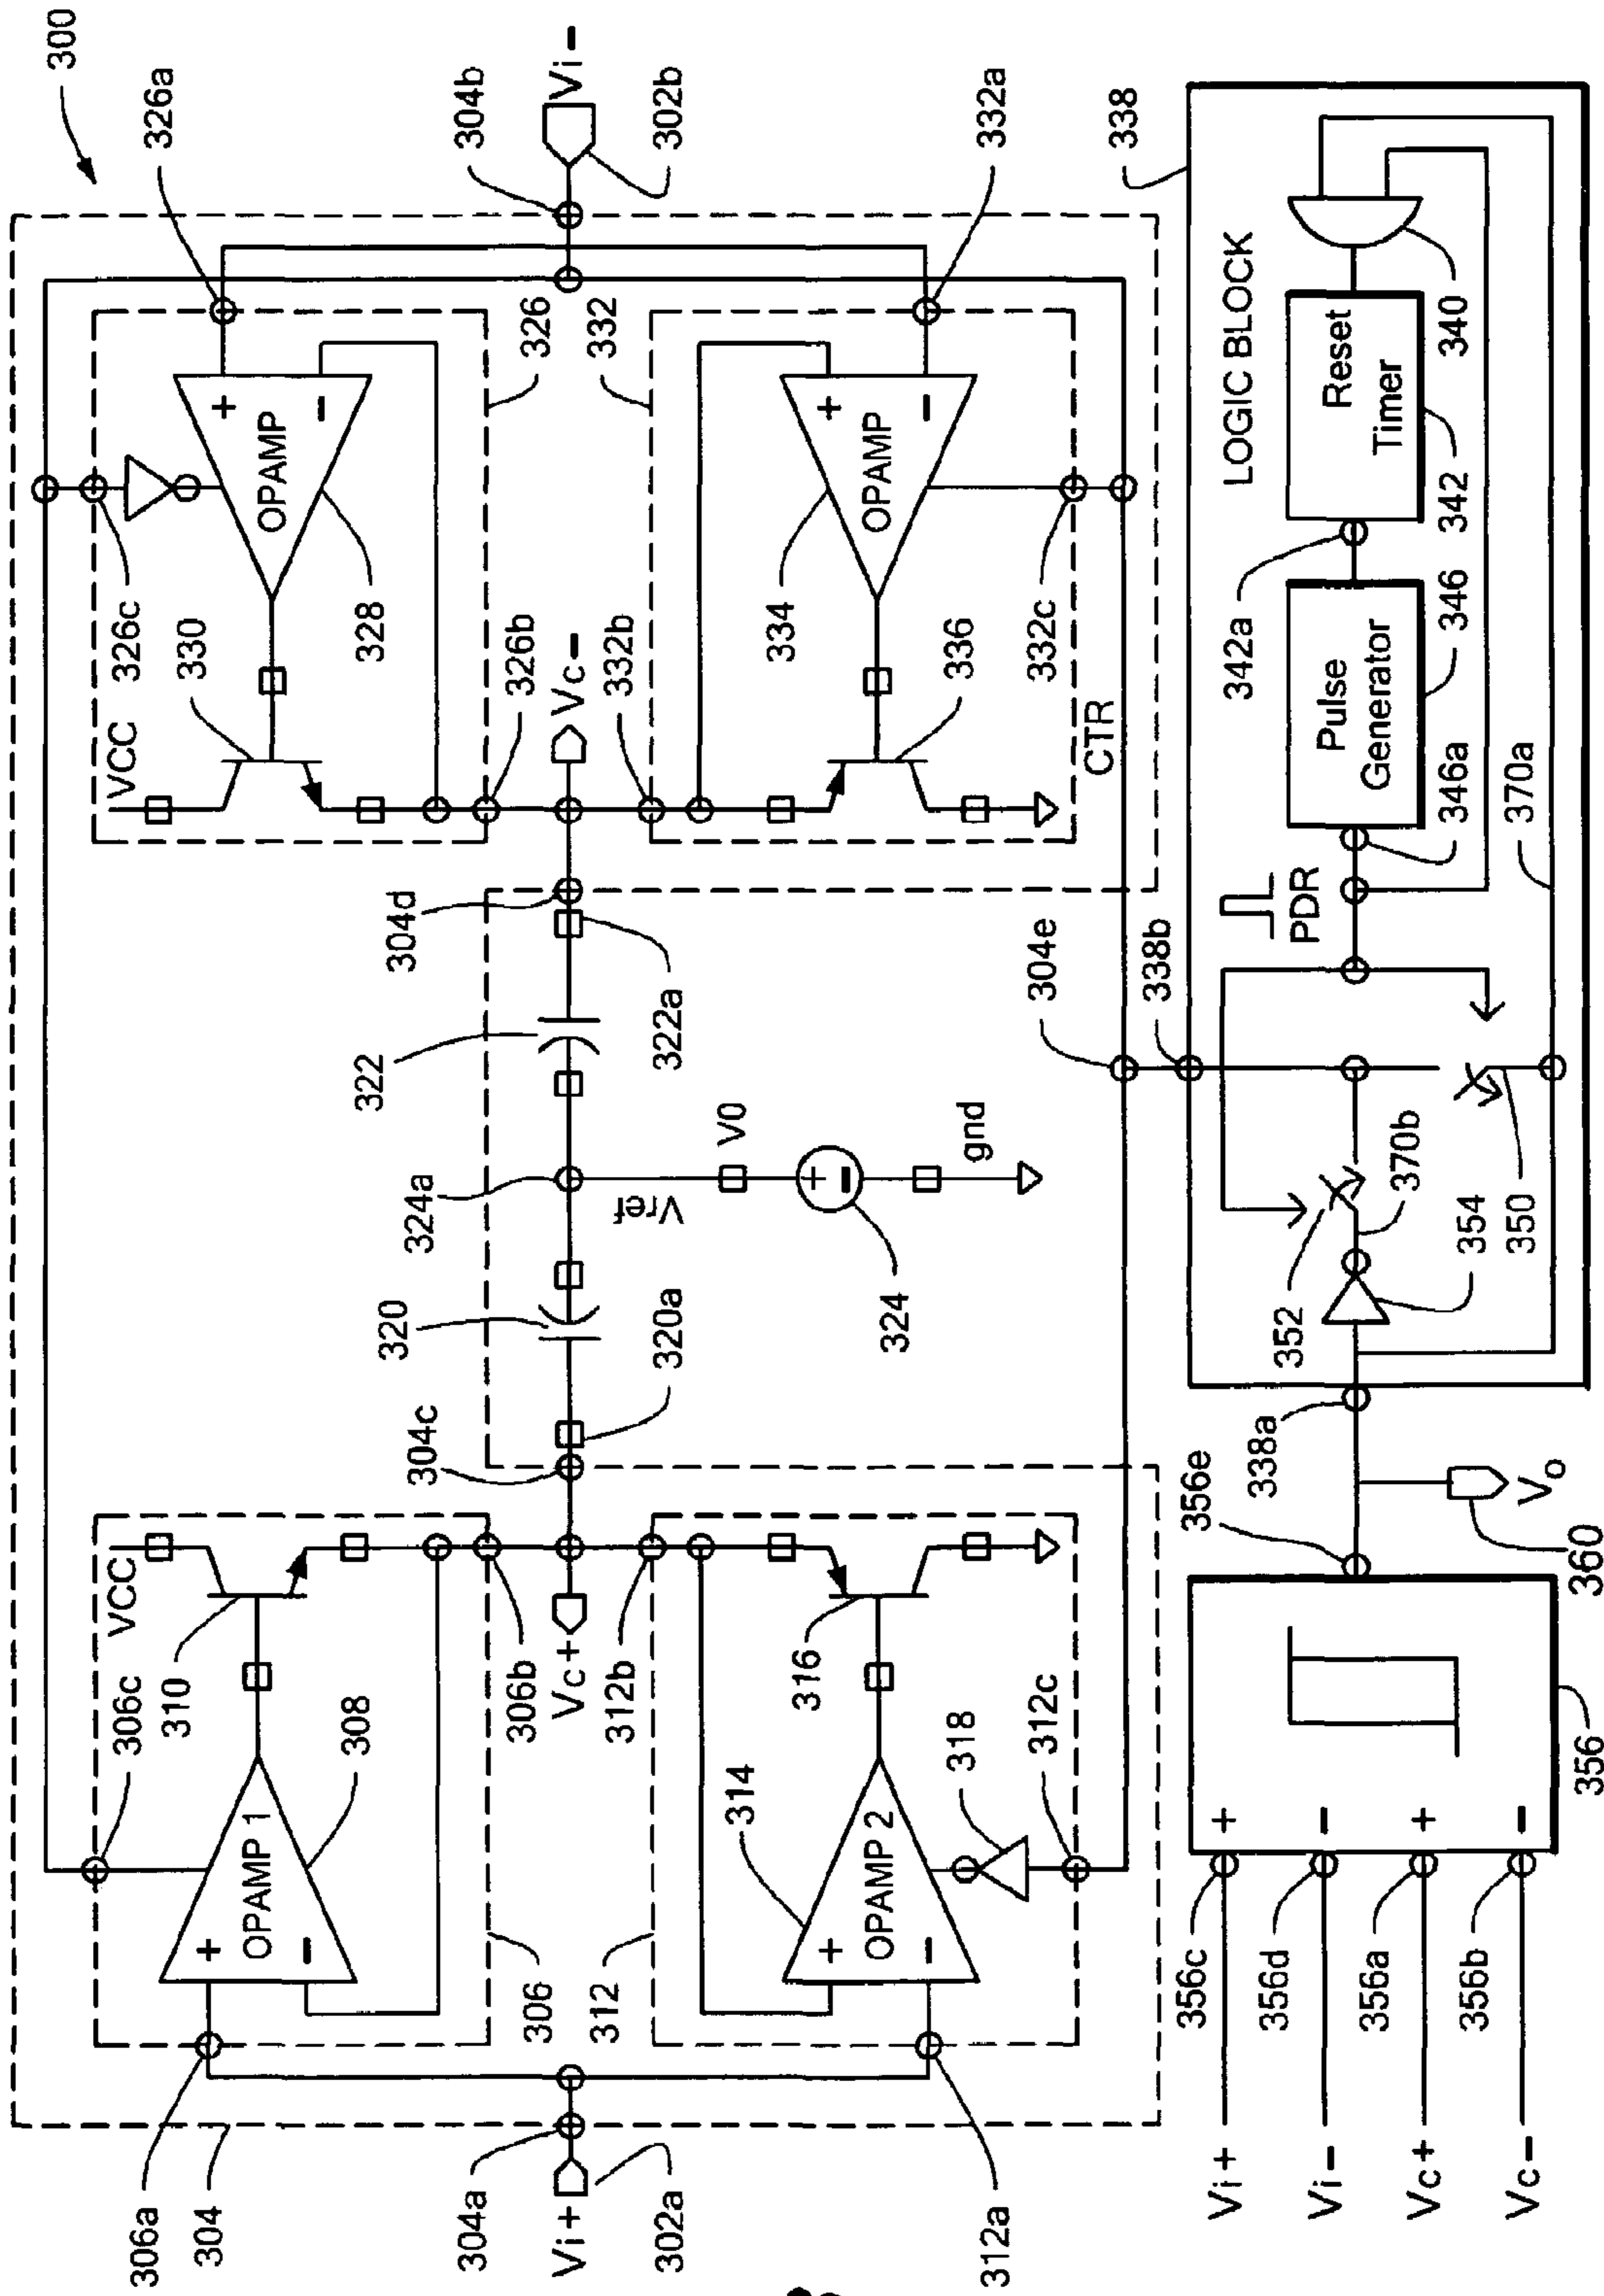 300
306a
304
304a
Vi+
302a
312a
306c
VCC
310
308
OPAMP 1
+
-
306
312
306b
Vc+
312b
316
314
OPAMP 2
+
-
318
312c
304c
320
320a
324a
Vref
V0
+
-
324
gnd
322
322a
304d
304e
326c
VCC
330
328
OPAMP
+
-
326a
326
332
326b
Vc-
332b
334
336
OPAMP
+
-
332c
332a
CTR
304b
Vi-
302b
Vi+
Vi-
Vc+
Vc-
356c
356d
356a
356b
+
-
+
-
356
356e
360
Vo
338a
338b
338
352
354
350
370b
370a
PDR
346a
Pulse
Generator
346
342a
LOGIC BLOCK
Reset
Timer
342
340